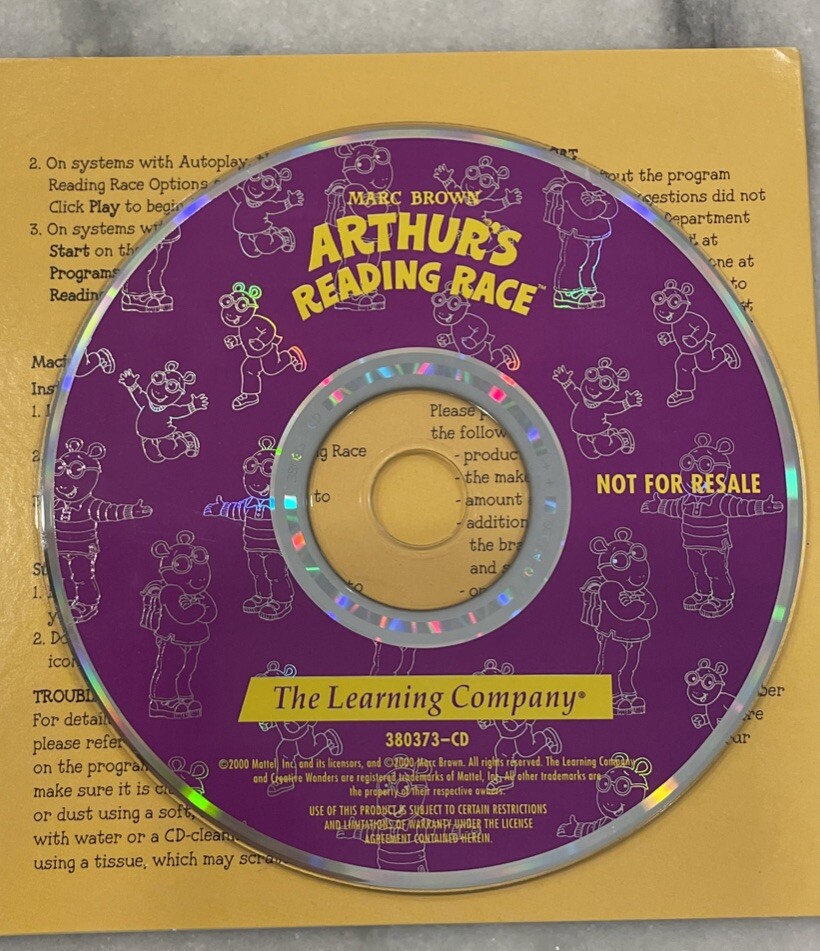 2. On systems with Autoplay,
Reading Race Options
Click Play to begin
3. On systems
Start on
Programs
Reading
Ins
1.
2.
1.
2. Do
icon
TROUBL
For detail
please refer
on the program
make sure it is
or dust using a soft,
with water or a CD-clean
using a tissue, which may
MARC BROWN
ARTHUR'S
READING RACE™
NOT FOR RESALE
The Learning Company®
380373-CD
©2000 Mattel, Inc. and its licensors, and ©2000 Marc Brown. All rights reserved. The Learning Company
and Creative Wonders are registered trademarks of Mattel, Inc. All other trademarks are
the property of their respective owners.
USE OF THIS PRODUCT IS SUBJECT TO CERTAIN RESTRICTIONS
AND LIMITATIONS OF WARRANTY UNDER THE LICENSE
AGREEMENT CONTAINED HEREIN.
g Race
to
to
Please
the follow
- produc
- the make
- amount
- addition
the br
and
- or
ORT
out the program
gestions did not
Department
at
one at
to
ber
re
ur